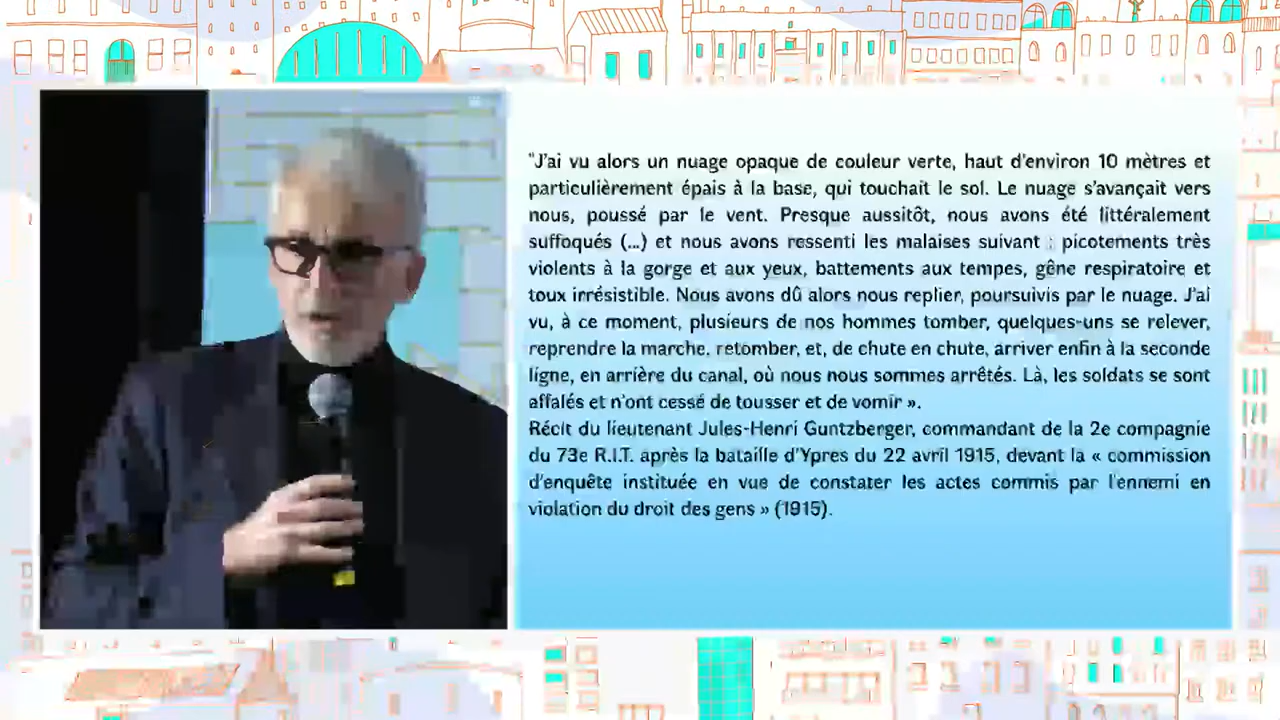 "J'ai vu alors un nuage opaque de couleur verte, haut d'environ 10 mètres et
particulièrement épais à la base, qui touchait le sol. Le nuage s'avançait vers
nous, poussé par le vent. Presque aussitôt, nous avons été littéralement
suffoqués (...) et nous avons ressenti les malaises suivant : picotements très
violents à la gorge et aux yeux, battements aux tempes, gêne respiratoire et
toux irrésistible. Nous avons dû alors nous replier, poursuivis par le nuage. J'ai
vu, à ce moment, plusieurs de nos hommes tomber, quelques-uns se relever,
reprendre la marche, retomber, et, de chute en chute, arriver enfin à la seconde
ligne, en arrière du canal, où nous nous sommes arrêtés. Là, les soldats se sont
affalés et n'ont cessé de tousser et de vomir ».
Récit du lieutenant Jules-Henri Guntzberger, commandant de la 2e compagnie
du 73e R.I.T. après la bataille d'Ypres du 22 avril 1915, devant la « commission
d'enquête instituée en vue de constater les actes commis par l'ennemi en
violation du droit des gens » (1915).